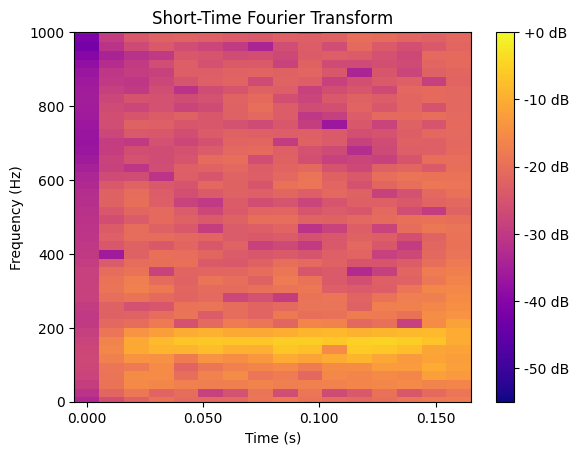 Short-Time Fourier Transform
1000
800
600
400
200
0
Frequency (Hz)
0.000
0.050
0.100
0.150
Time (s)
+0 dB
-10 dB
-20 dB
-30 dB
-40 dB
-50 dB